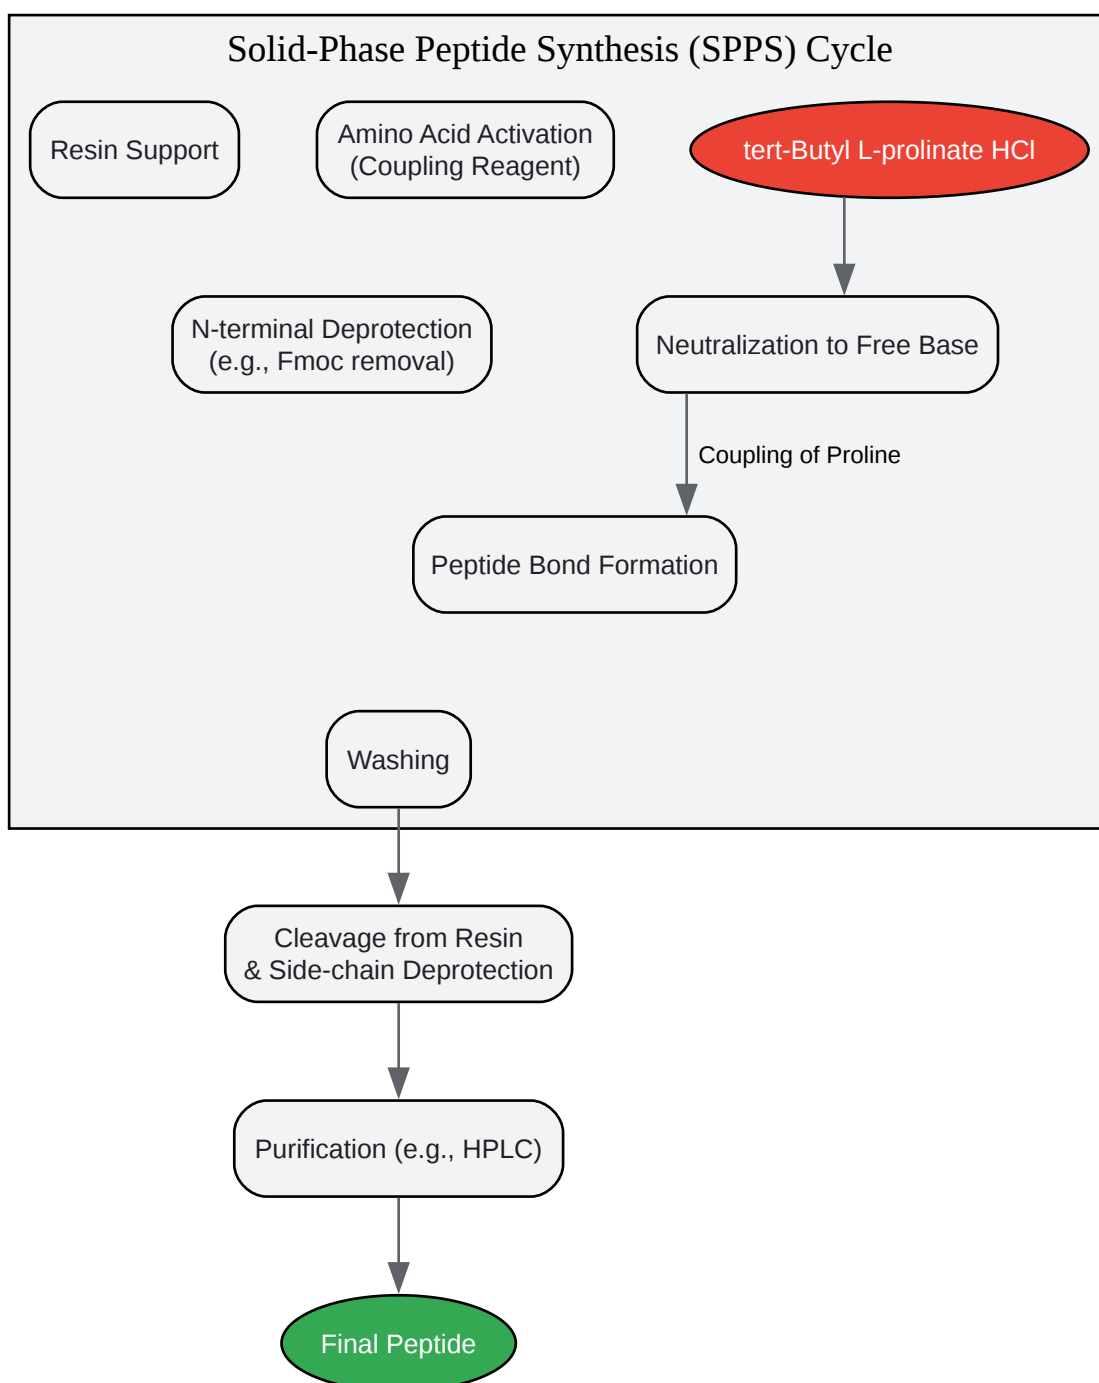 Solid-Phase Peptide Synthesis (SPPS) Cycle
Resin Support
Amino Acid Activation
(Coupling Reagent)
tert-Butyl L-prolinate HCl
N-terminal Deprotection
(e.g., Fmoc removal)
Neutralization to Free Base
Coupling of Proline
Peptide Bond Formation
Washing
Cleavage from Resin
& Side-chain Deprotection
Purification (e.g., HPLC)
Final Peptide